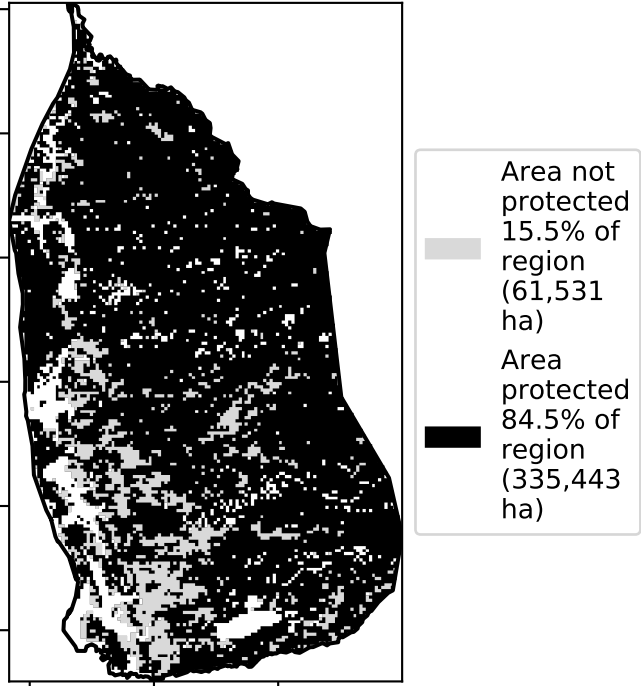 Area not
protected
15.5% of
region
(61,531
ha)
Area
protected
84.5% of
region
(335,443
ha)